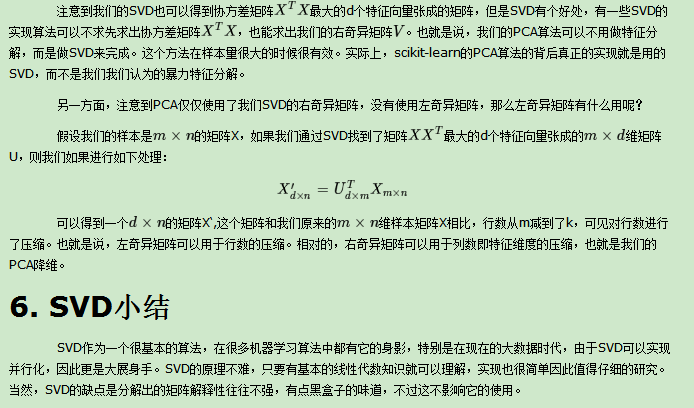 注意到我们的SVD也可以得到协方差矩阵X^T X最大的d个特征向量张成的矩阵，但是SVD有个好处，有一些SVD的
实现算法可以不求先求出协方差矩阵X^T X，也能求出我们的右奇异矩阵V。也就是说，我们的PCA算法可以不用做特征分
解，而是做SVD来完成。这个方法在样本量很大的时候很有效。实际上，scikit-learn的PCA算法的背后真正的实现就是用的
SVD，而不是我们我们认为的暴力特征分解。
另一方面，注意到PCA仅仅使用了我们SVD的右奇异矩阵，没有使用左奇异矩阵，那么左奇异矩阵有什么用呢？
假设我们的样本是m × n的矩阵X，如果我们通过SVD找到了矩阵XX^T最大的d个特征向量张成的m × d维矩阵
U，则我们如果进行如下处理：
X'_{d×n} = U^T_{d×m} X_{m×n}
可以得到一个d × n的矩阵X',这个矩阵和我们原来的m × n维样本矩阵X相比，行数从m减到了k，可见对行数进行
了压缩。也就是说，左奇异矩阵可以用于行数的压缩。相对的，右奇异矩阵可以用于列数即特征维度的压缩，也就是我们的
PCA降维。
6. SVD小结
SVD作为一个很基本的算法，在很多机器学习算法中都有它的身影，特别是在现在的大数据时代，由于SVD可以实现
并行化，因此更是大展身手。SVD的原理不难，只要有基本的线性代数知识就可以理解，实现也很简单因此值得仔细的研究。
当然，SVD的缺点是分解出的矩阵解释性往往不强，有点黑盒子的味道，不过这不影响它的使用。